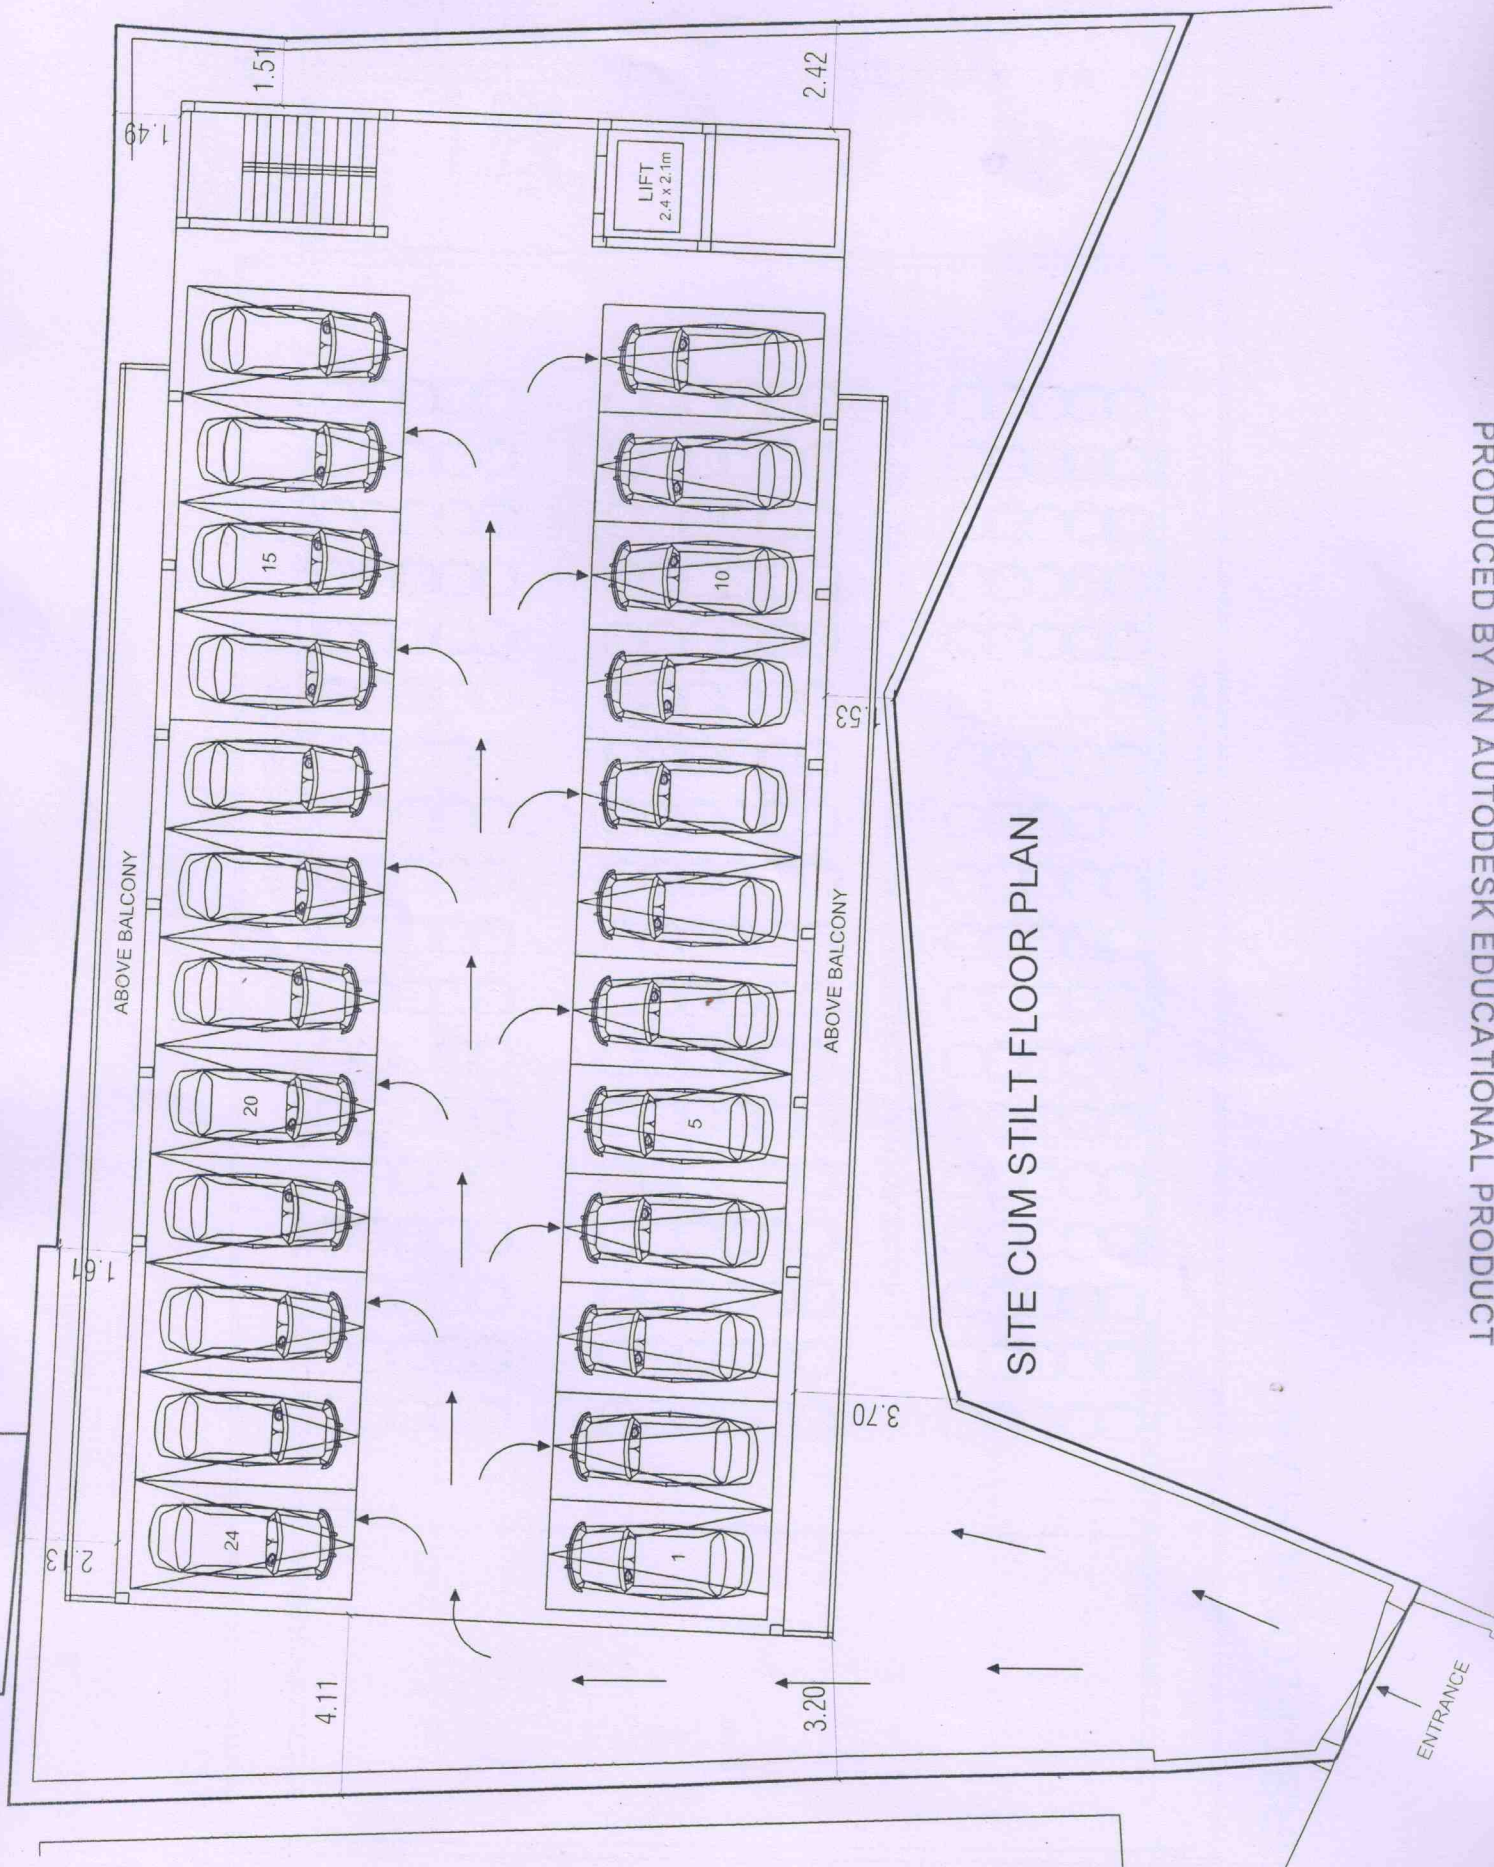 1.51
2.42
1.49
LIFT
2.4 x 2.1m
15
10
1.53
ABOVE BALCONY
ABOVE BALCONY
20
5
1.61
3.70
24
1
2.13
4.11
3.20
ENTRANCE
SITE CUM STILT FLOOR PLAN
PRODUCED BY AN AUTODESK EDUCATIONAL PRODUCT